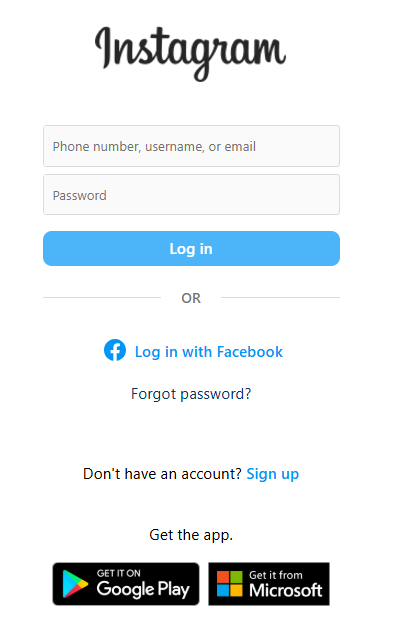 Instagram
Phone number, username, or email
Password
Log in
OR
Log in with Facebook
Forgot password?
Don't have an account? Sign up
Get the app.
GET IT ON
Google Play
Get it from
Microsoft